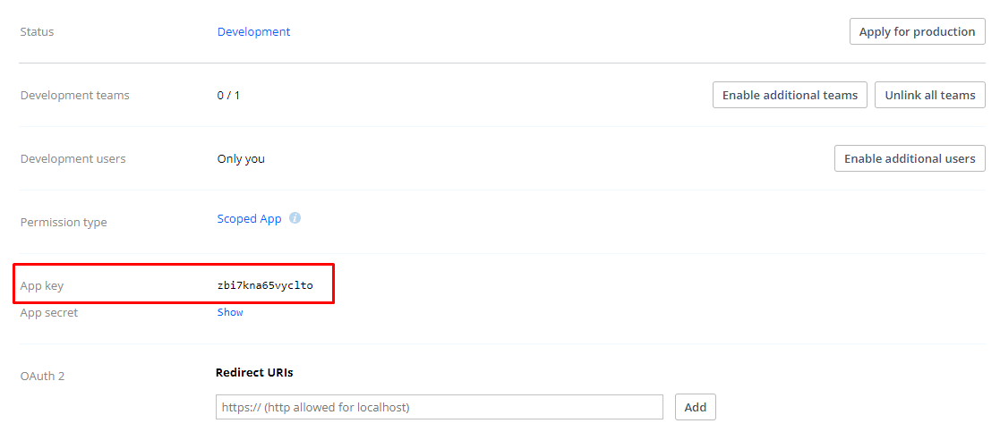 Status Development Apply for production
Development teams 0 / 1 Enable additional teams Unlink all teams
Development users Only you Enable additional users
Permission type Scoped App i
App key zbi7kna65vyclto
App secret Show
OAuth 2 Redirect URIs
https:// (http allowed for localhost) Add